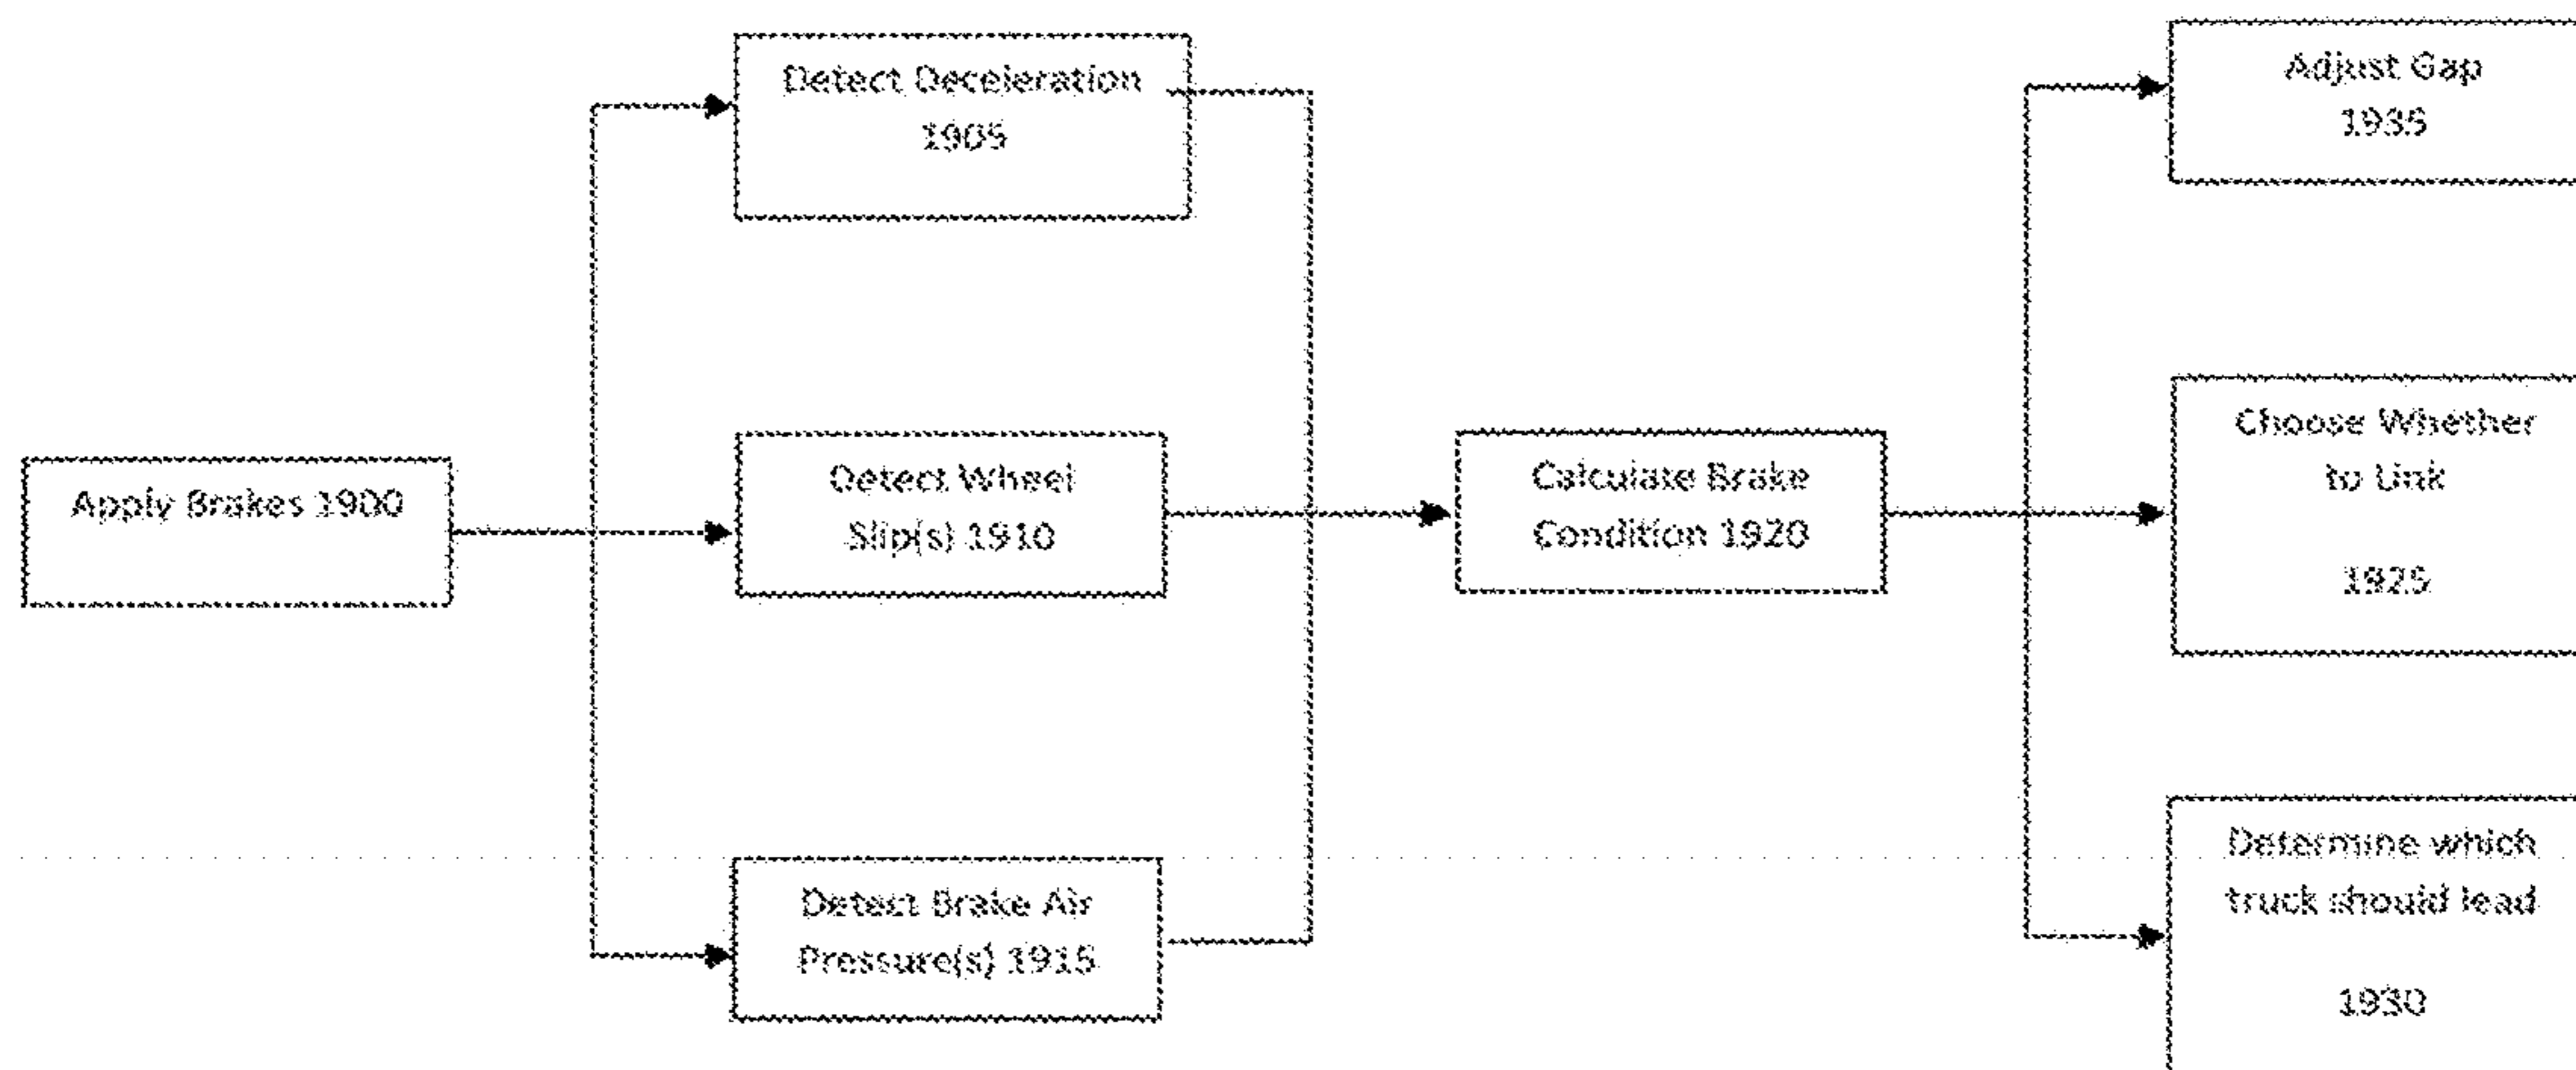 Detect Deceleration
1905
Adjust Gap
1935
Apply Brakes 1900
Detect Wheel
Slip(s) 1910
Calculate Brake
Condition 1920
Choose Whether
to Link
1925
Detect Brake Air
Pressure(s) 1915
Determine which
truck should lead
1930